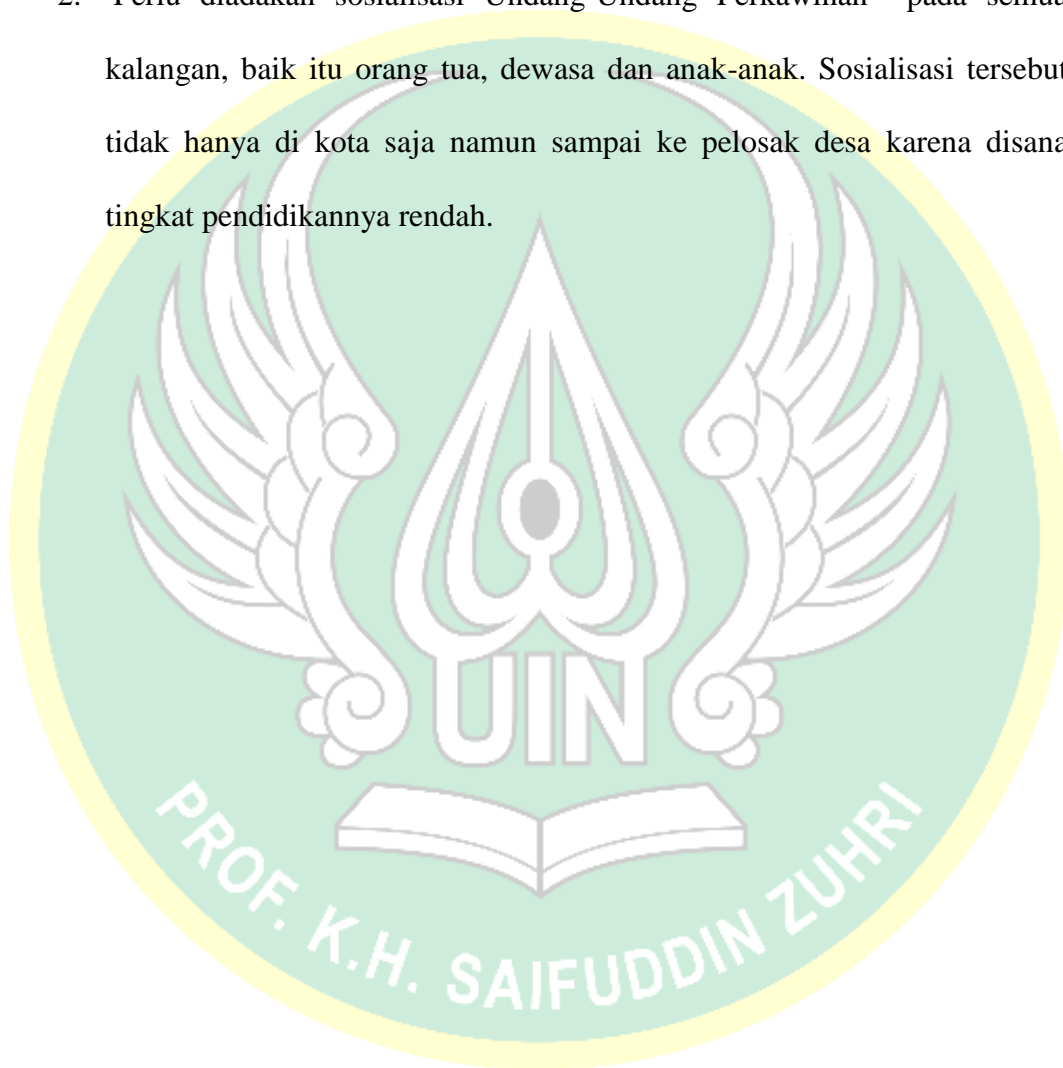 2. Perlu diadakan sosialisasi Undang-Undang Perkawinan pada semua
kalangan, baik itu orang tua, dewasa dan anak-anak. Sosialisasi tersebut
tidak hanya di kota saja namun sampai ke pelosak desa karena disana
tingkat pendidikannya rendah.
UIN
PROF. K.H. SAIFUDDIN ZUHRI